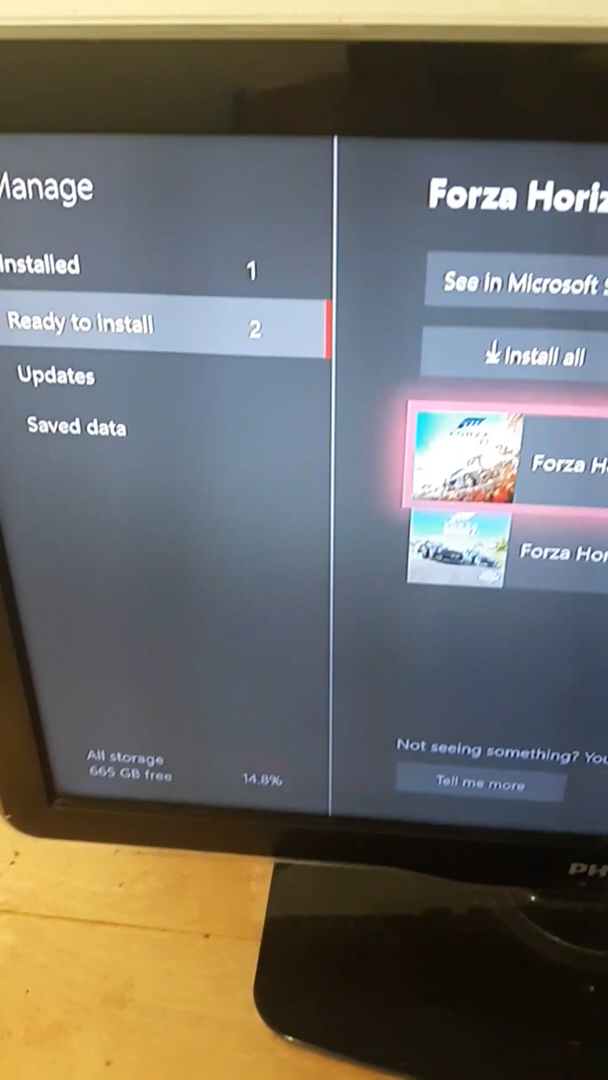 Manage
Installed 1
Ready to install 2
Updates
Saved data
All storage
665 GB free 14.8%
Forza Horiz
See in Microsoft S
Install all
Forza H
Forza Hor
Not seeing something? You
Tell me more
PH